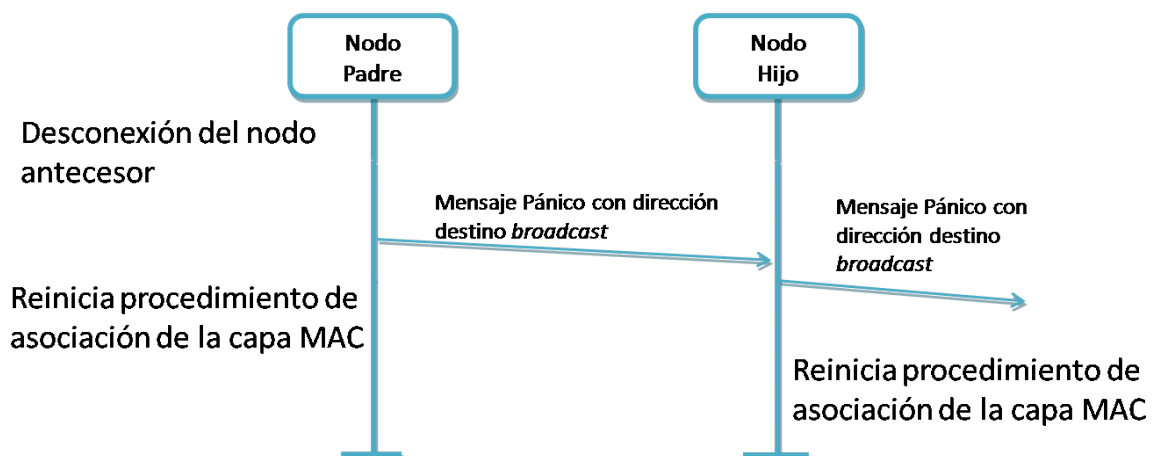 Nodo
Padre
Nodo
Hijo
Desconexión del nodo
antecesor
Mensaje Pánico con dirección
destino broadcast
Mensaje Pánico con
dirección destino
broadcast
Reinicia procedimiento de
asociación de la capa MAC
Reinicia procedimiento de
asociación de la capa MAC